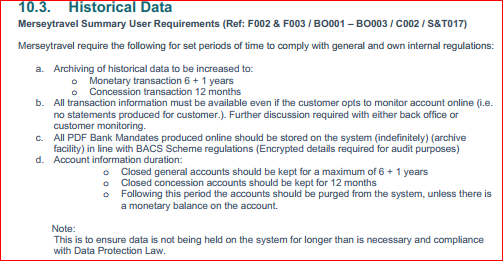 10.3. Historical Data
Merseytravel Summary User Requirements (Ref: F002 & F003 / BO001 – BO003 / C002 / S&T017)
Merseytravel require the following for set periods of time to comply with general and own internal regulations:
a. Archiving of historical data to be increased to:
o Monetary transaction 6 + 1 years
o Concession transaction 12 months
b. All transaction information must be available even if the customer opts to monitor account online (i.e.
no statements produced for customer.). Further discussion required with either back office or
customer monitoring.
c. All PDF Bank Mandates produced online should be stored on the system (indefinitely) (archive
facility) in line with BACS Scheme regulations (Encrypted details required for audit purposes)
d. Account information duration:
o Closed general accounts should be kept for a maximum of 6 + 1 years
o Closed concession accounts should be kept for 12 months
o Following this period the accounts should be purged from the system, unless there is
a monetary balance on the account.
Note:
This is to ensure data is not being held on the system for longer than is necessary and compliance
with Data Protection Law.